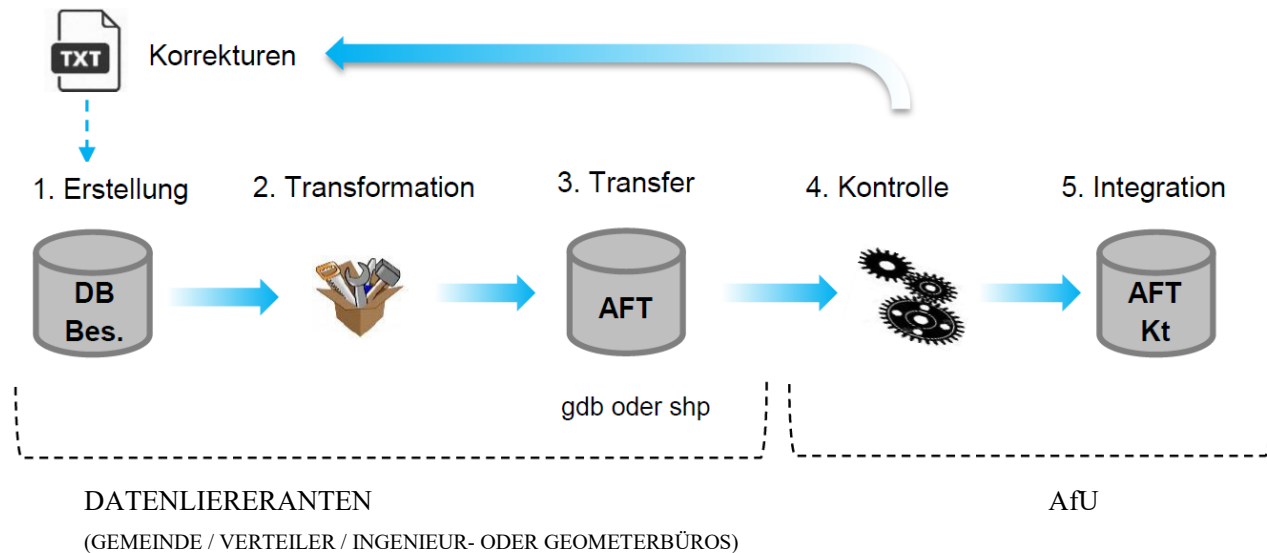 TXT
Korrekturen
1. Erstellung
2. Transformation
3. Transfer
4. Kontrolle
5. Integration
DB
Bes.
AFT
AFT
Kt
gdb oder shp
DATENLIERERANTEN
AfU
(GEMEINDE / VERTEILER / INGENIEUR- ODER GEOMETERBÜROS)